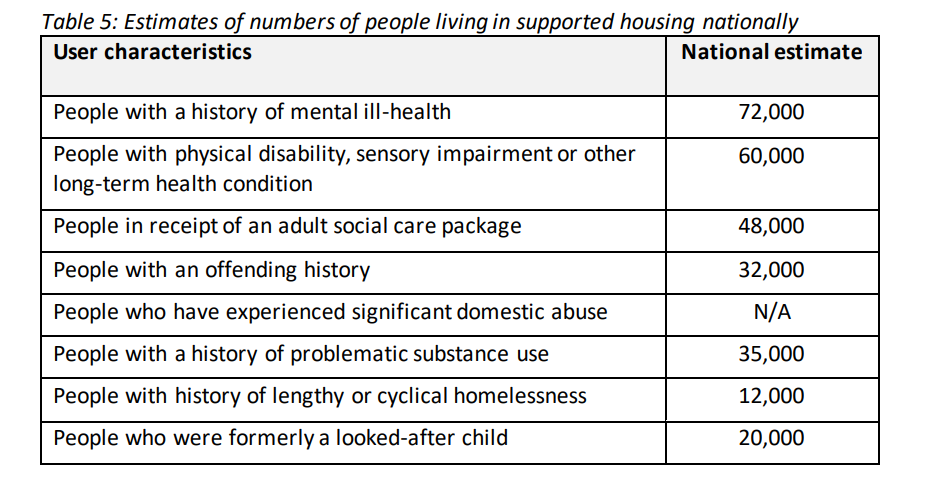 Table 5: Estimates of numbers of people living in supported housing nationally
User characteristics National estimate
People with a history of mental ill-health 72,000
People with physical disability, sensory impairment or other 60,000
long-term health condition
People in receipt of an adult social care package 48,000
People with an offending history 32,000
People who have experienced significant domestic abuse N/A
People with a history of problematic substance use 35,000
People with history of lengthy or cyclical homelessness 12,000
People who were formerly a looked-after child 20,000